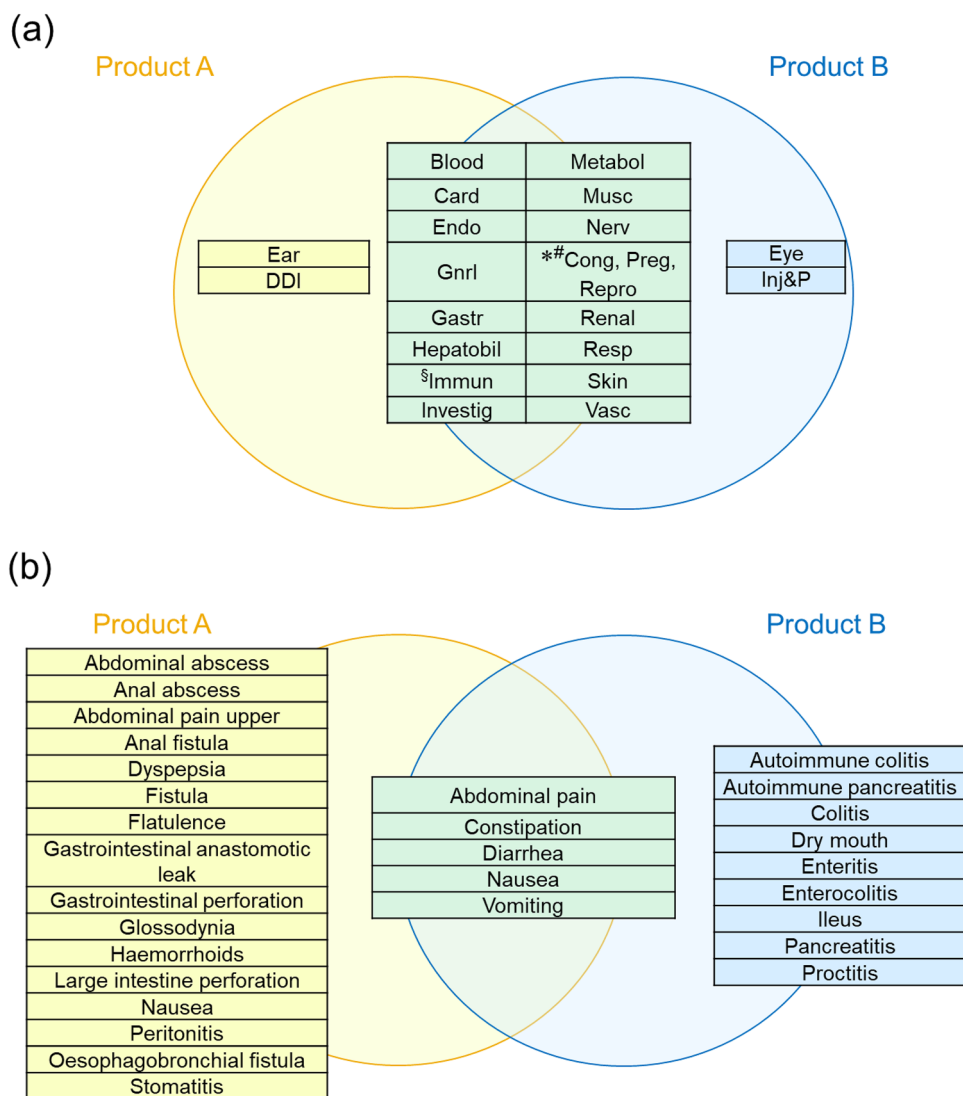 (a)
Product A
Product B
Blood
Metabol
Card
Musc
Endo
Nerv
Ear
DDI
Gnrl
*#Cong, Preg,
Repro
Eye
Inj&P
Gastr
Renal
Hepatobil
Resp
§Immun
Skin
Investig
Vasc
(b)
Product A
Product B
Abdominal abscess
Anal abscess
Abdominal pain upper
Anal fistula
Dyspepsia
Fistula
Flatulence
Gastrointestinal anastomotic
leak
Gastrointestinal perforation
Glossodynia
Haemorrhoids
Large intestine perforation
Nausea
Peritonitis
Oesophagobronchial fistula
Stomatitis
Abdominal pain
Constipation
Diarrhea
Nausea
Vomiting
Autoimmune colitis
Autoimmune pancreatitis
Colitis
Dry mouth
Enteritis
Enterocolitis
Ileus
Pancreatitis
Proctitis